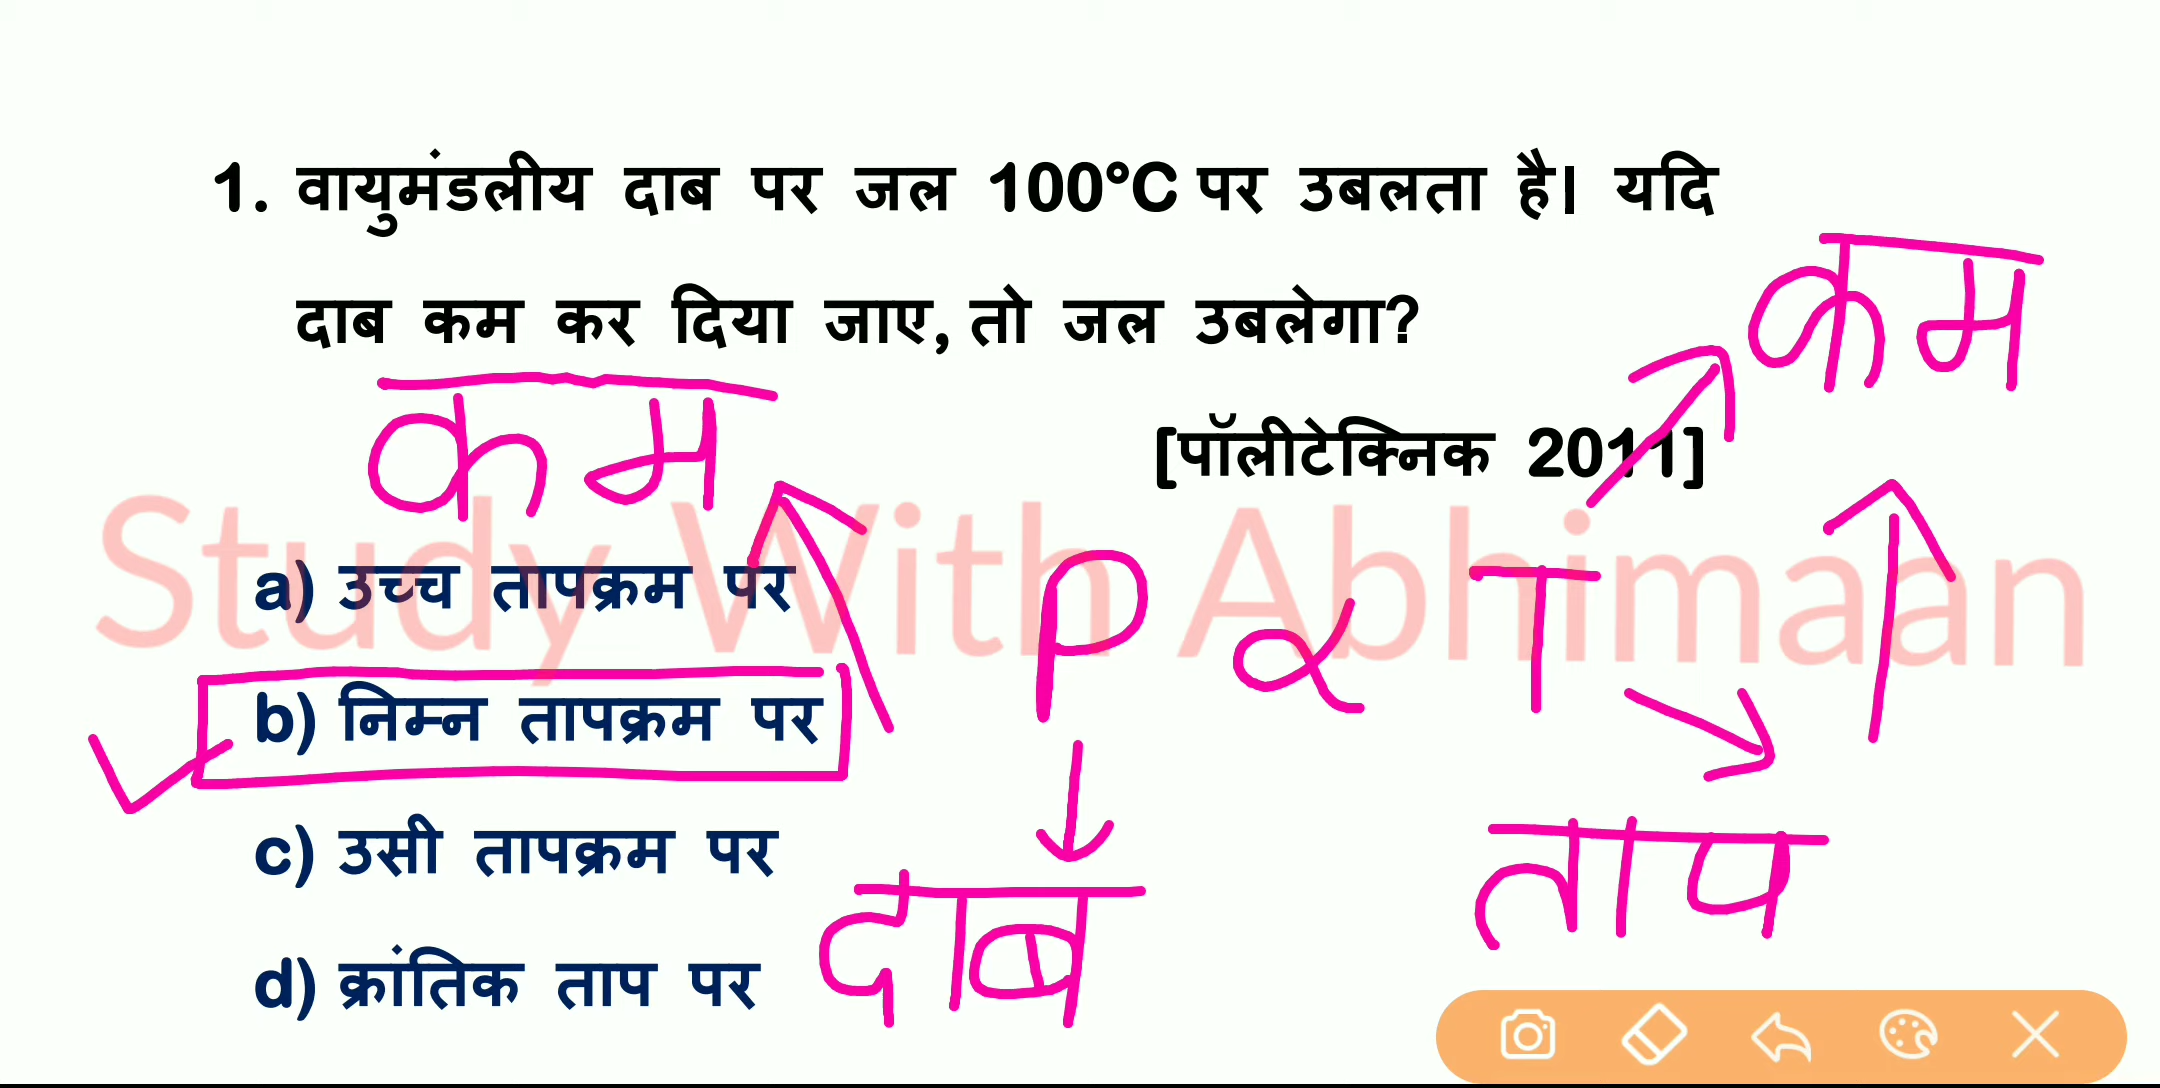 1. वायुमंडलीय दाब पर जल 100°C पर उबलता है। यदि
दाब कम कर दिया जाए, तो जल उबलेगा?
कम
कम
[पॉलीटेक्निक 2011]
Study With Abhimaan
a) उच्च तापक्रम पर
P α T
b) निम्न तापक्रम पर
c) उसी तापक्रम पर
दाब
ताप
d) क्रांतिक ताप पर